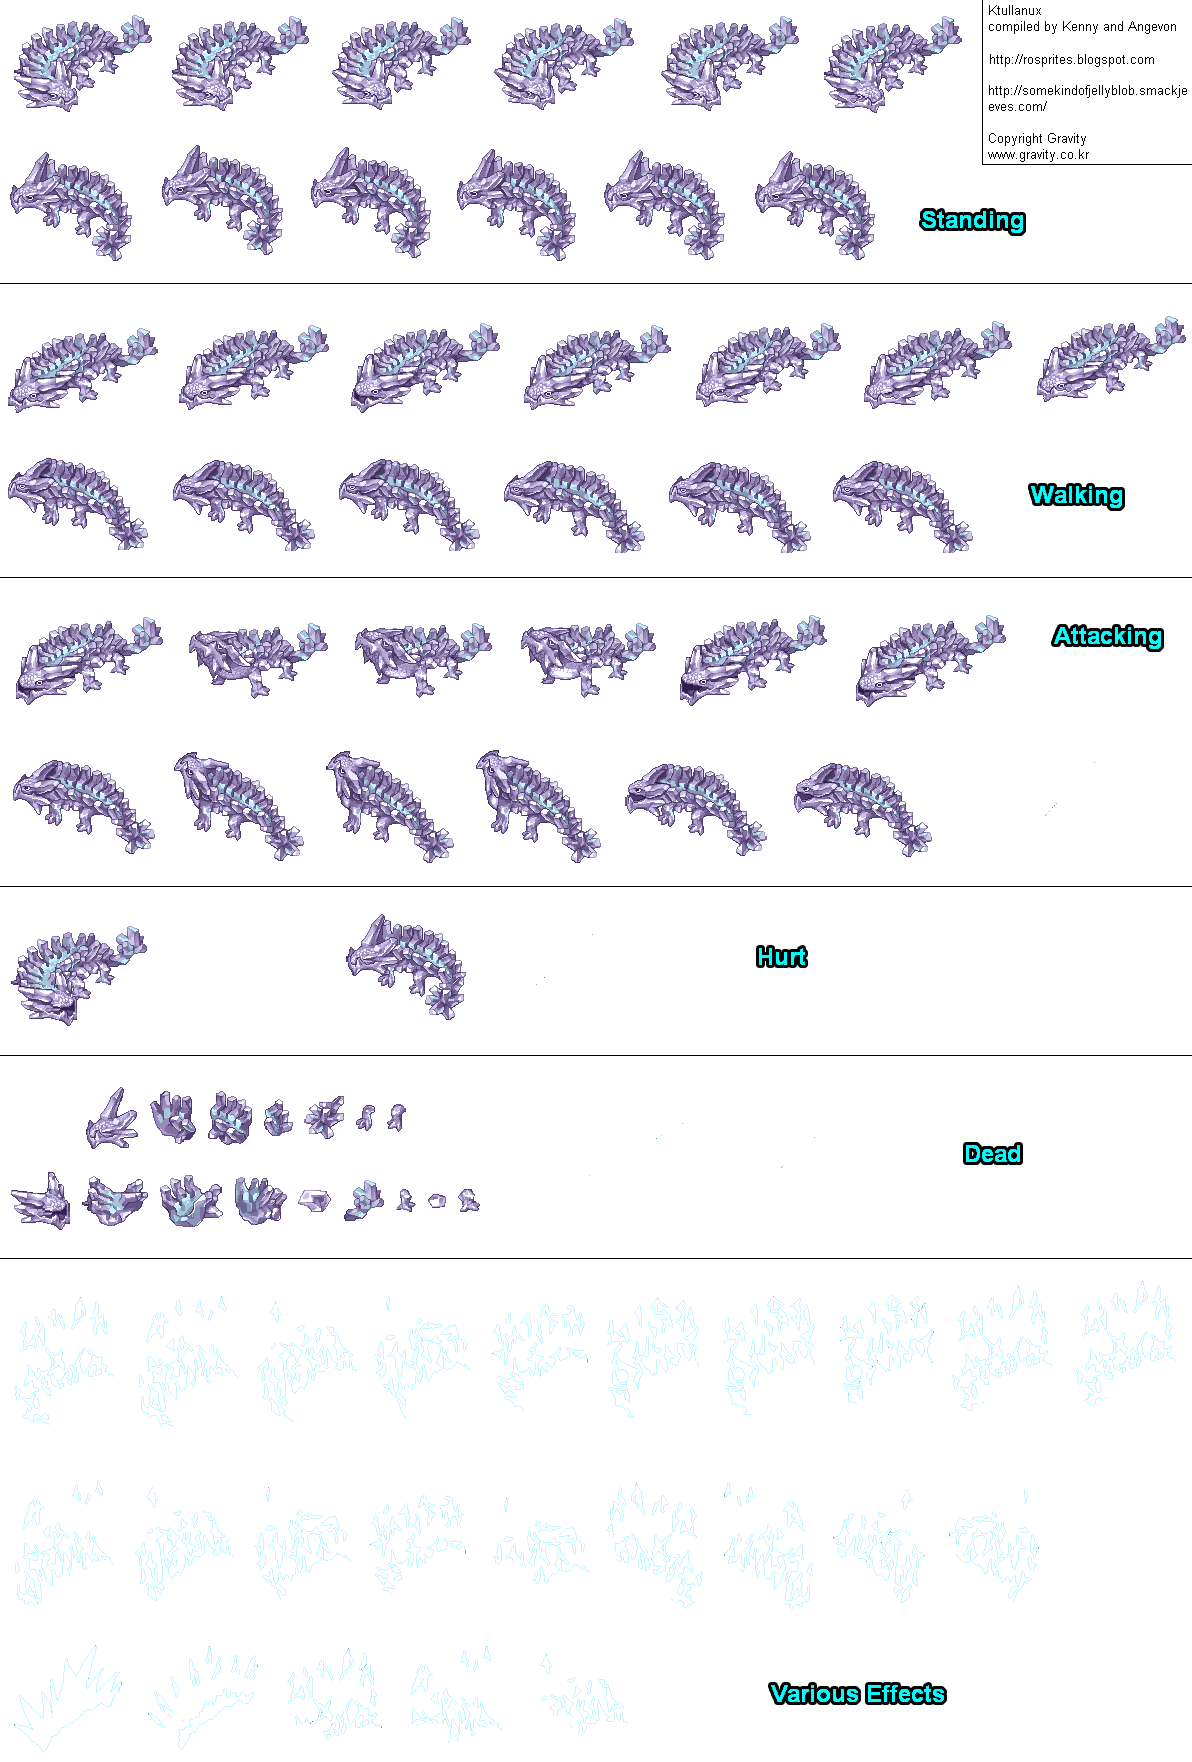 Ktullanux
compiled by Kenny and Angevon
http://rosprites.blogspot.com
http://somekindofjellyblob.smackje
eves.com/
Copyright Gravity
www.gravity.co.kr
Standing
Walking
Attacking
Hurt
Dead
Various Effects